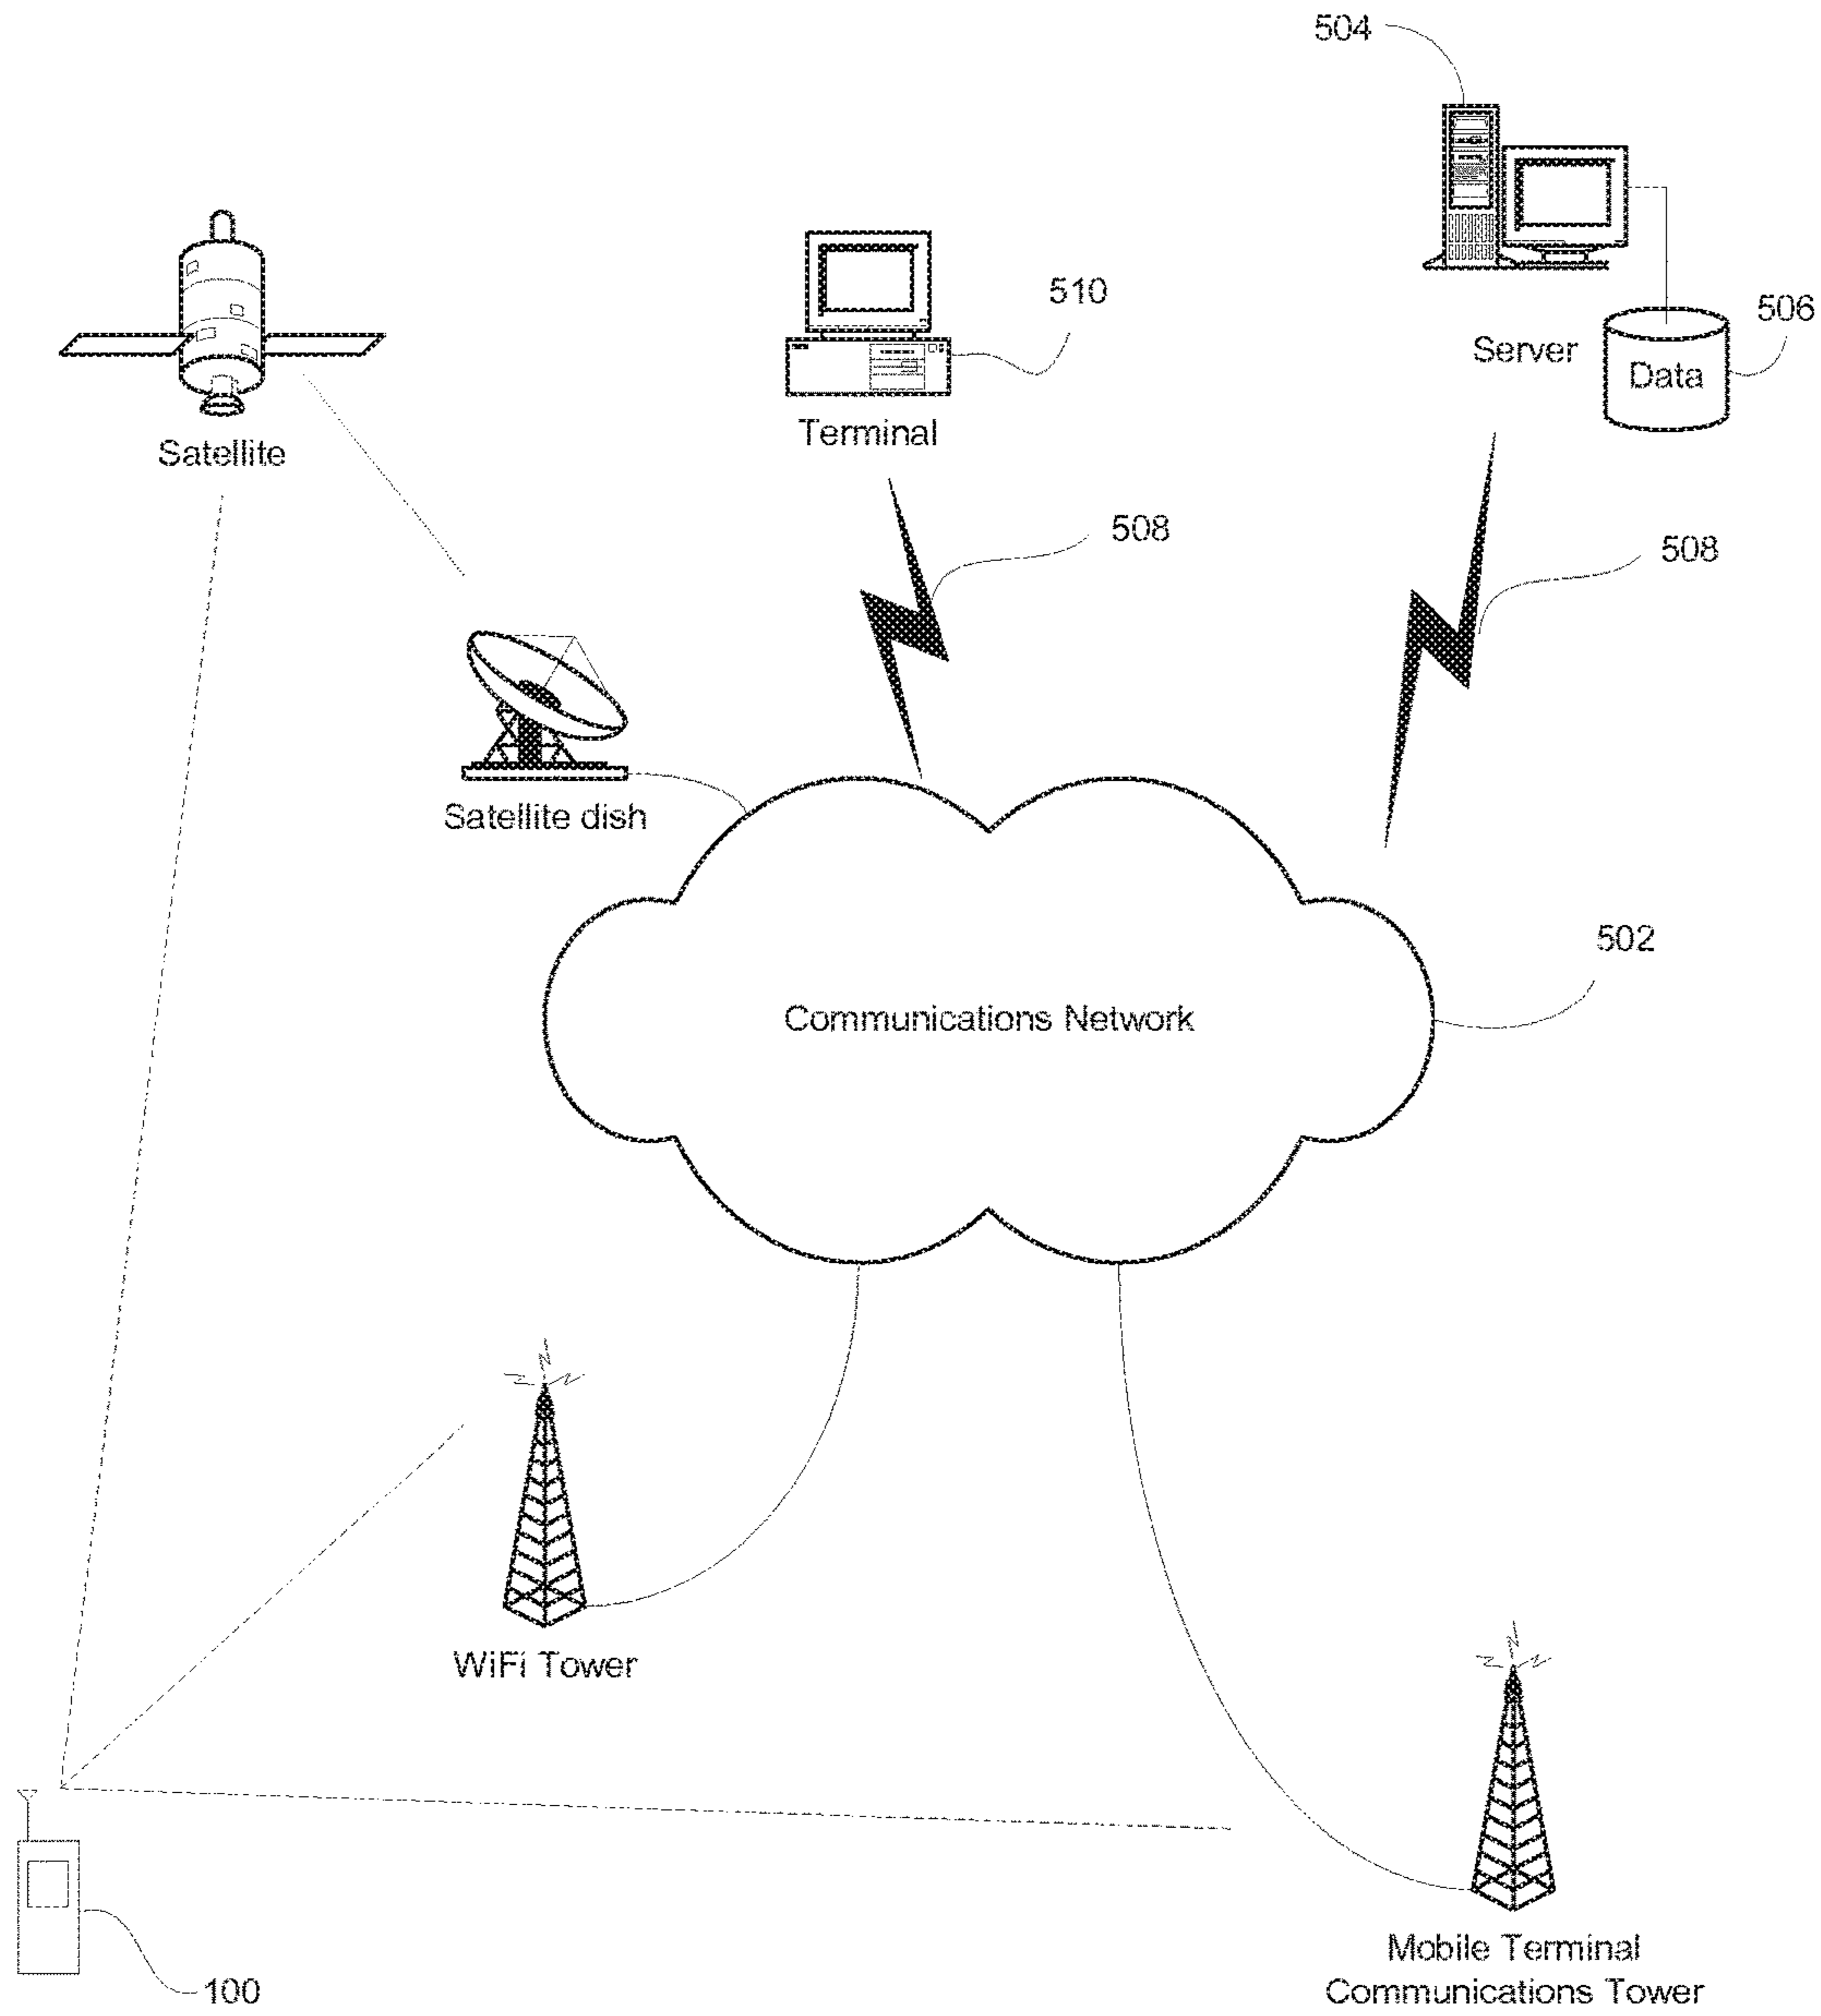 504
510
506
Server
Data
Terminal
Satellite
508
508
Satellite dish
502
Communications Network
WiFi Tower
Mobile Terminal
Communications Tower
100